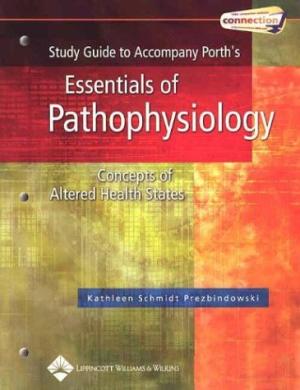 connection
Study Guide to Accompany Porth's
Essentials of
Pathophysiology
Concepts of
Altered Health States
Kathleen Schmidt Prezbindowski
LIPPINCOTT WILLIAMS & WILKINS